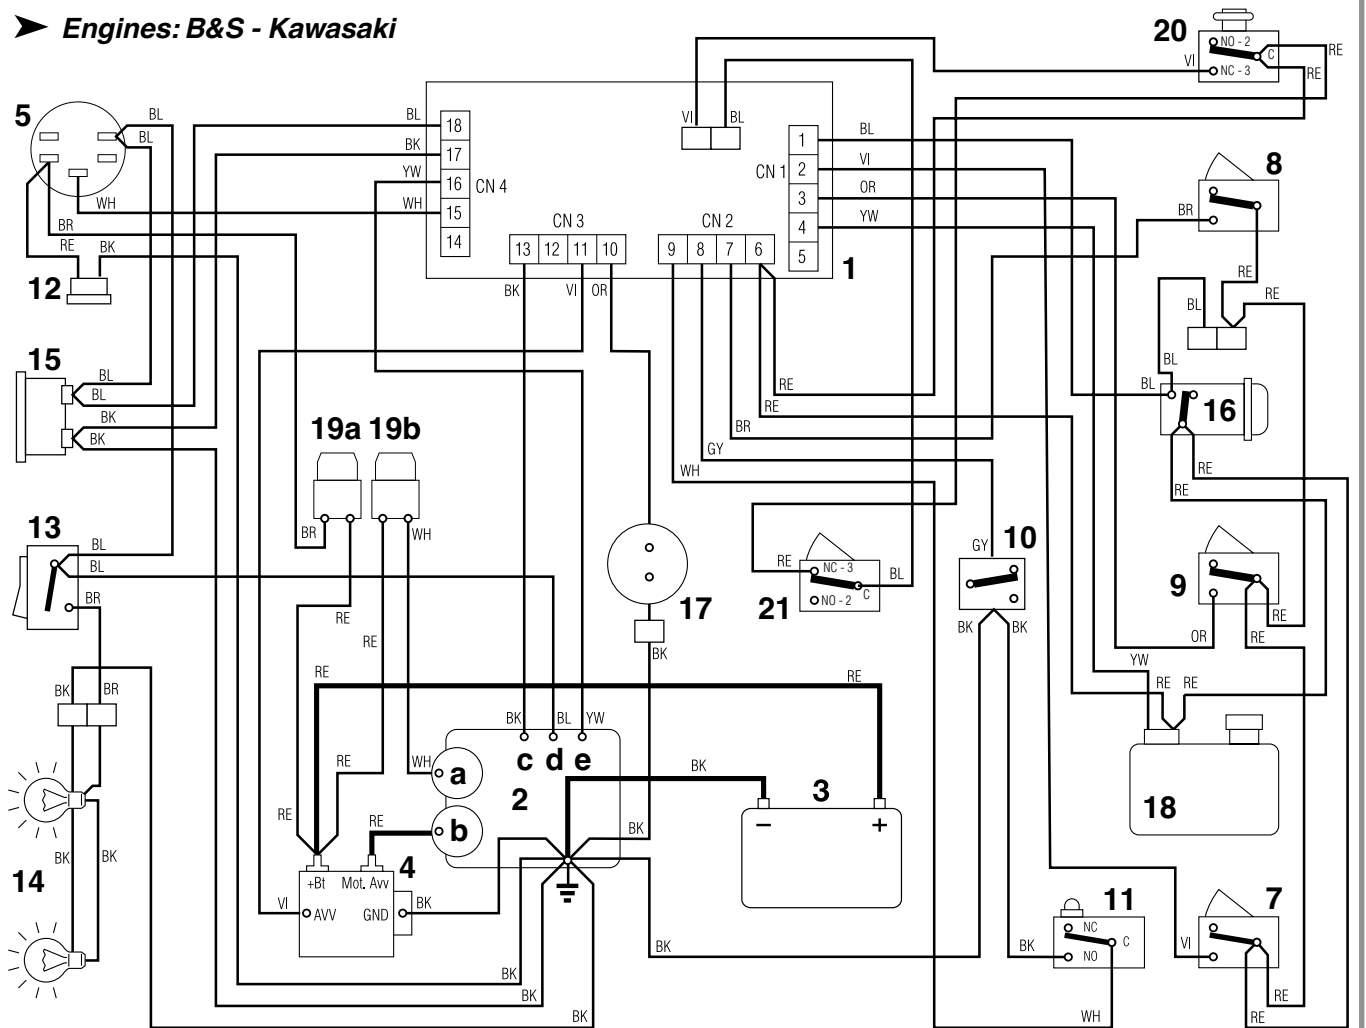 Engines: B&S - Kawasaki
20
NO - 2
C
NC - 3
VI
RE
RE
5
BL
BL
WH
BR
RE
BK
12
BL
18
BK
17
YW
16
CN 4
WH
15
14
VI
BL
CN 1
1
BL
2
VI
3
OR
4
YW
5
CN 3
13
12
11
10
CN 2
9
8
7
6
1
BK
VI
OR
8
BR
RE
RE
BL
BL
BL
16
RE
RE
15
BL
BL
BK
BK
RE
RE
BR
GY
WH
19a
19b
BR
WH
RE
RE
13
BL
BL
BR
17
BK
RE
NC - 3
C
NO - 2
BL
21
GY
10
BK
BK
9
OR
RE
RE
YW
RE
RE
18
BK
BR
BK
BK
14
RE
RE
RE
RE
BK
BL
YW
c
d
e
WH
a
2
b
RE
BK
BK
3
−
+
4
+Bt
Mot. Avv
VI
AVV
GND
BK
BK
BK
BK
BK
11
NC
C
NO
BK
WH
7
VI
RE
RE